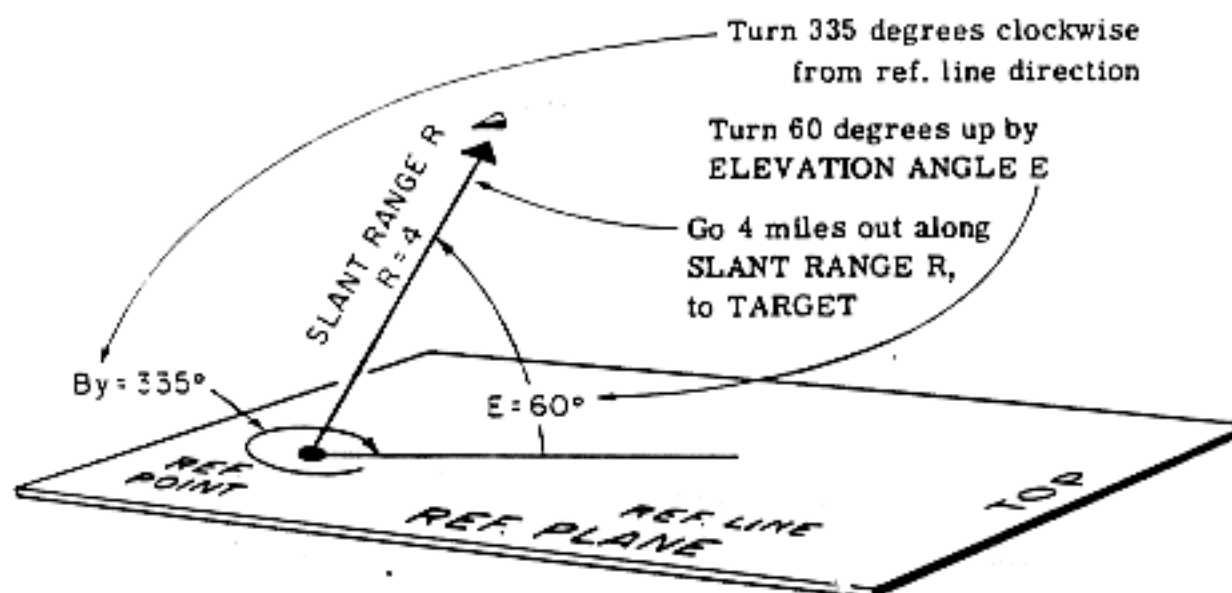 Turn 335 degrees clockwise
from ref. line direction
Turn 60 degrees up by
ELEVATION ANGLE E
Go 4 miles out along
SLANT RANGE R,
to TARGET
SLANT RANGE R
R=4
By = 335°
E = 60°
REF.
POINT
REF. LINE
REF. PLANE
TOP